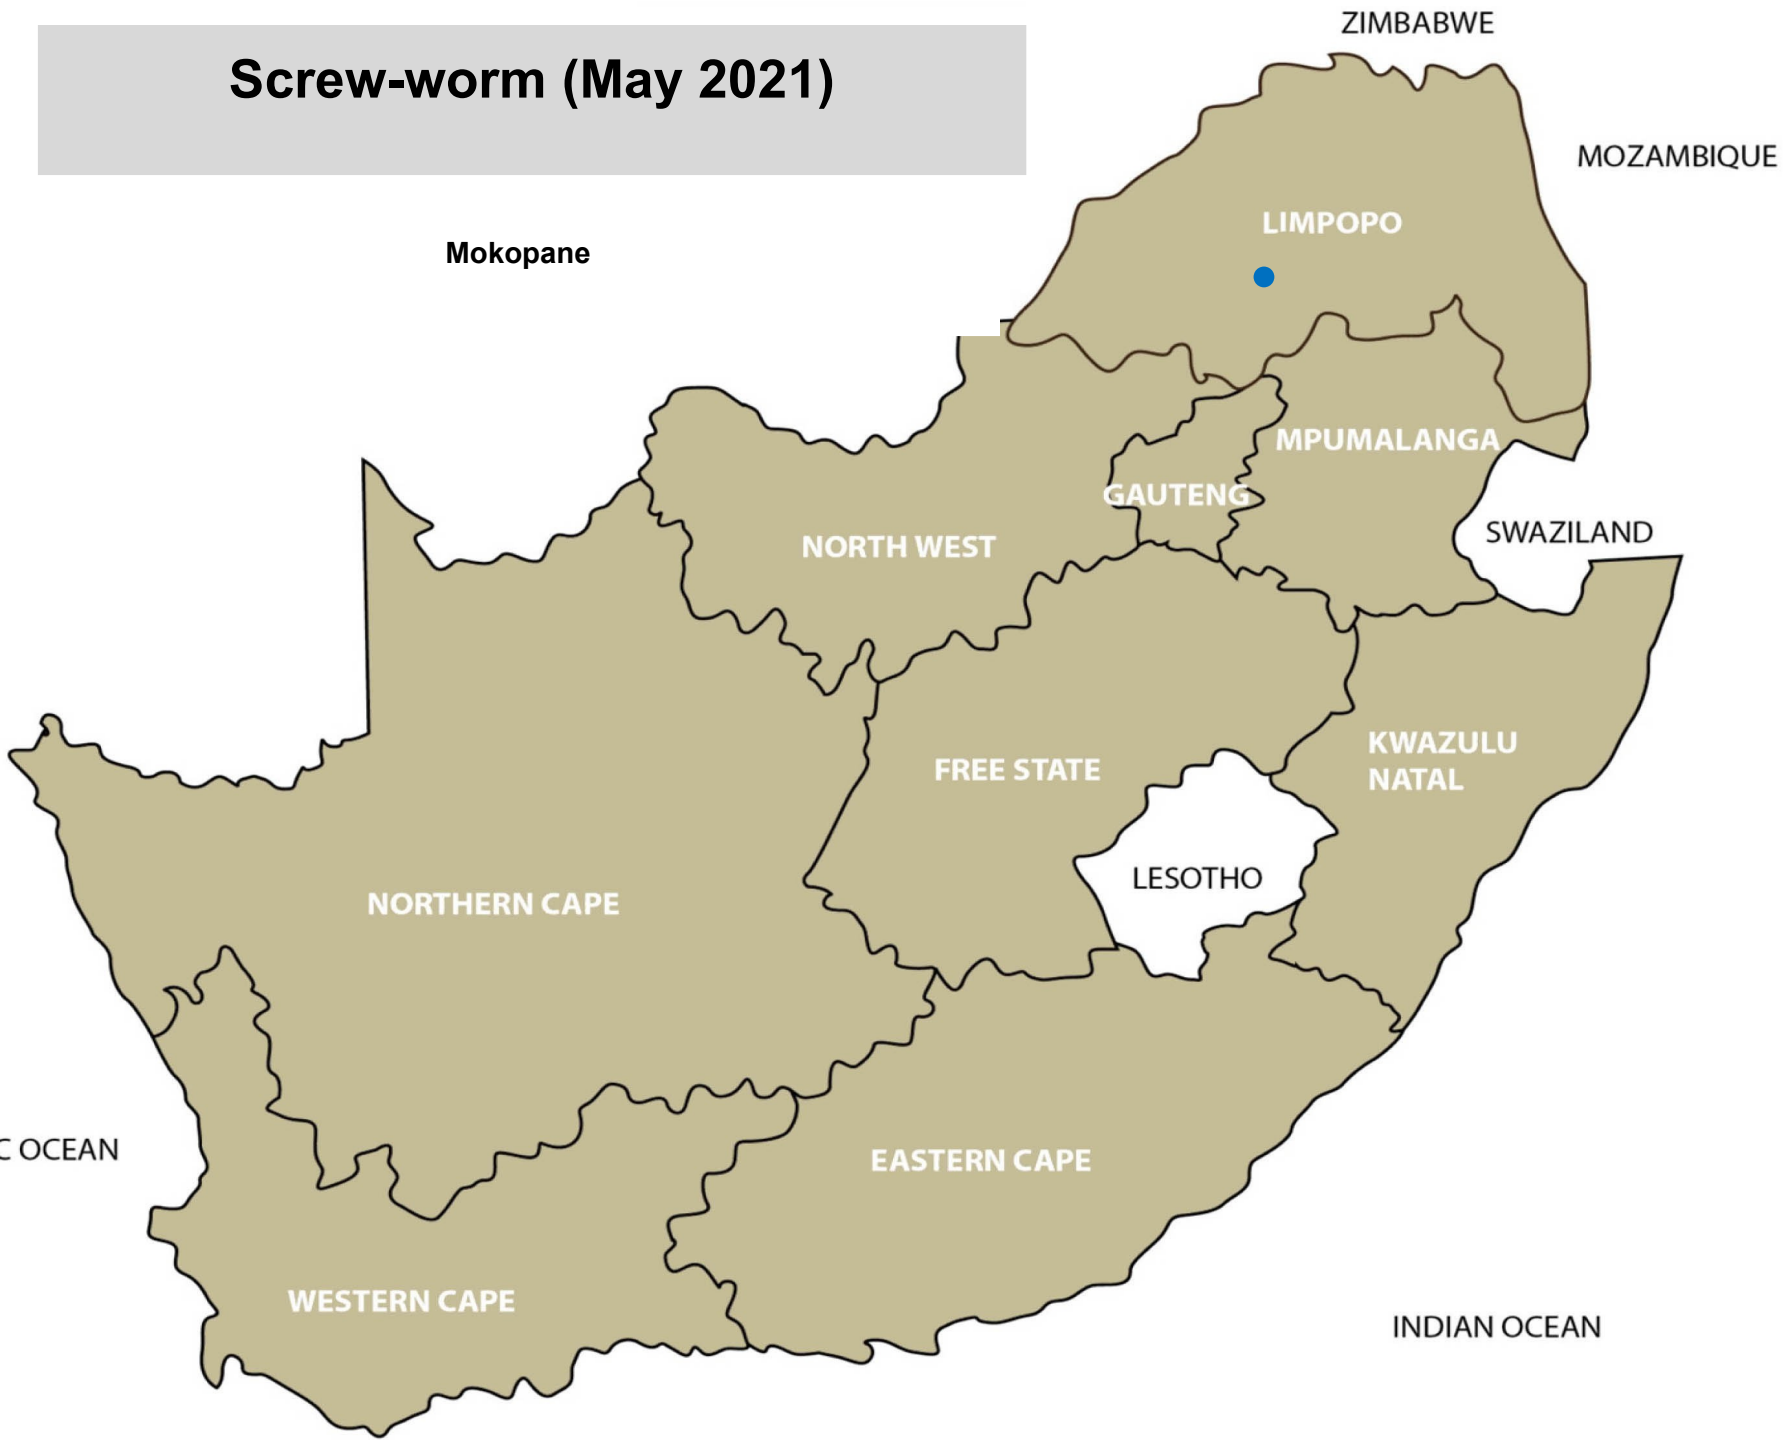 Screw-worm (May 2021)
ZIMBABWE
MOZAMBIQUE
LIMPOPO
Mokopane
MPUMALANGA
GAUTENG
SWAZILAND
NORTH WEST
KWAZULU
NATAL
FREE STATE
LESOTHO
NORTHERN CAPE
C OCEAN
EASTERN CAPE
WESTERN CAPE
INDIAN OCEAN